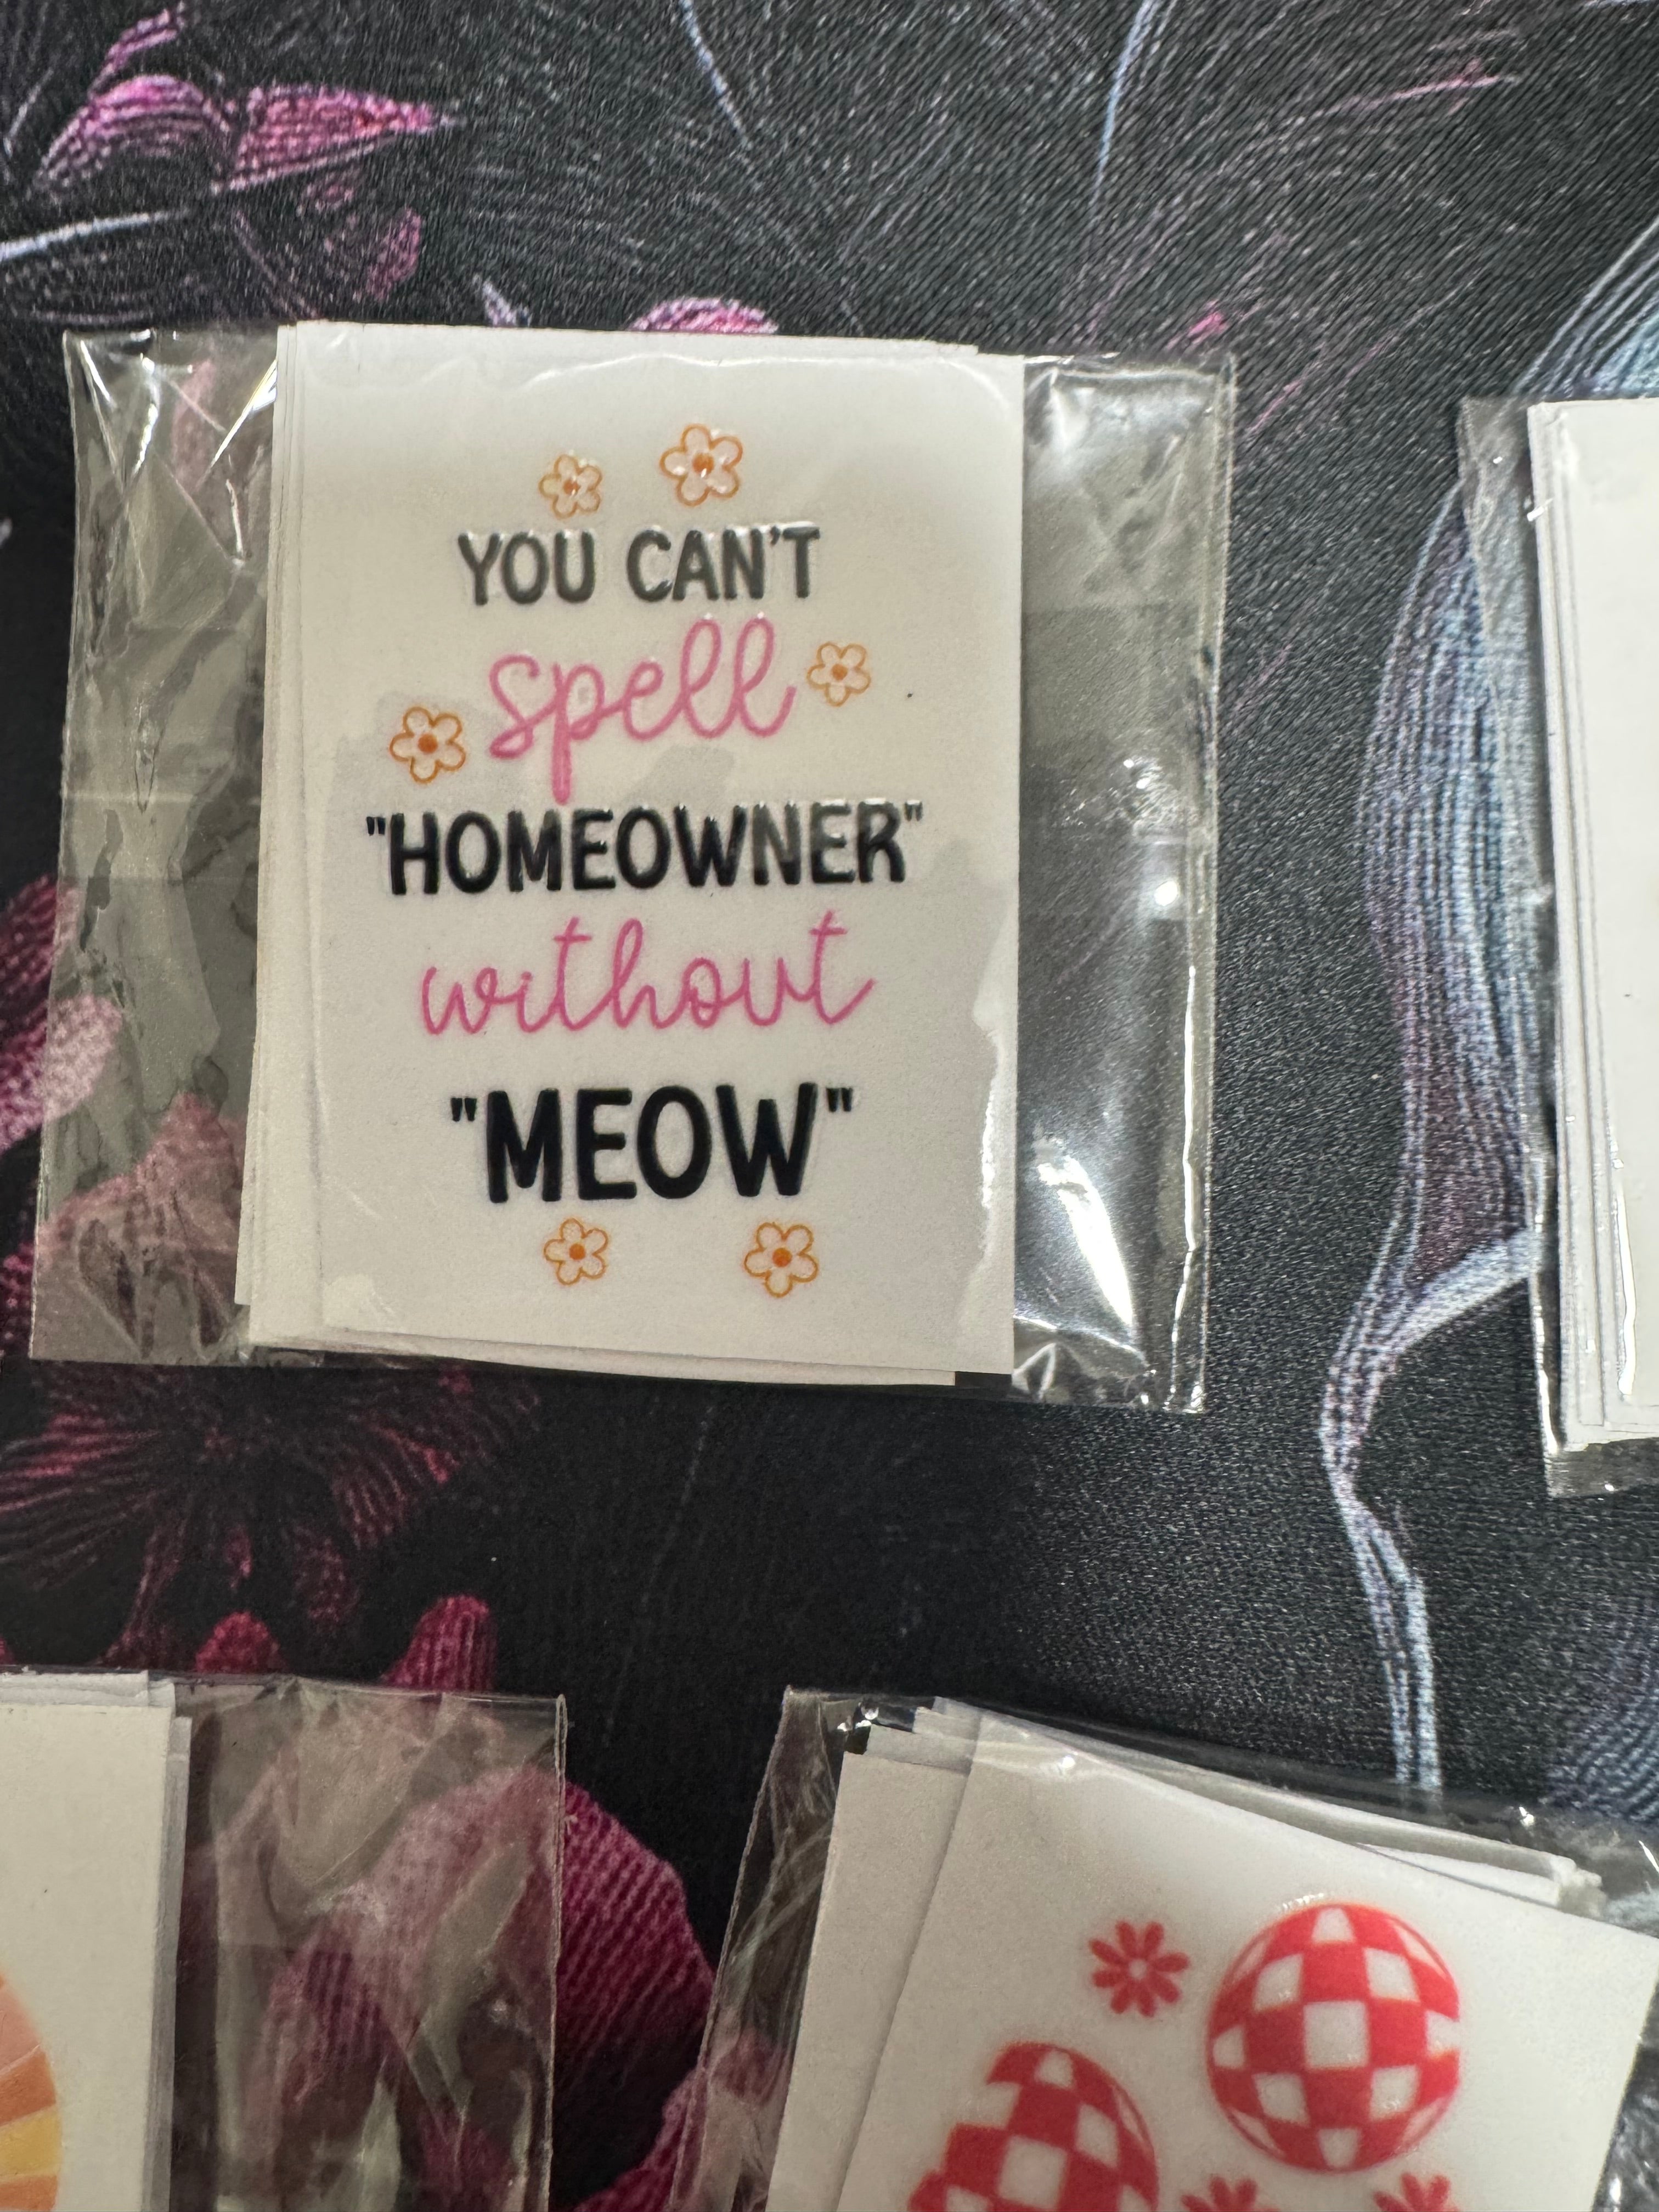 YOU CAN'T
spell
"HOMEOWNER"
without
"MEOW"